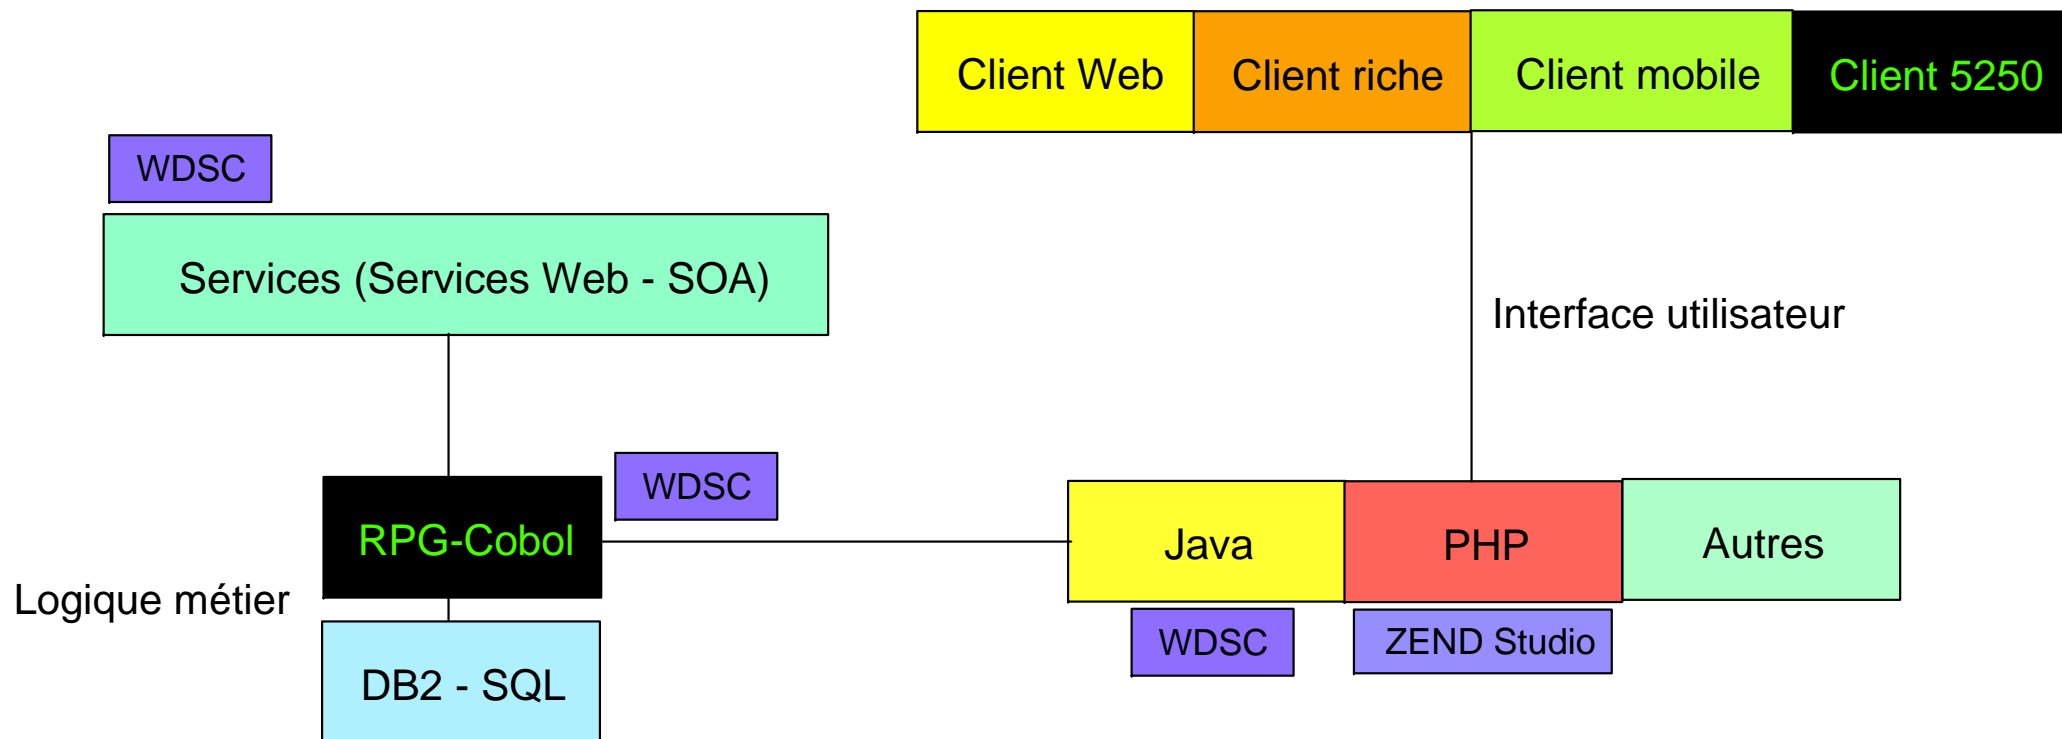 Client Web
Client riche
Client mobile
Client 5250
WDSC
Services (Services Web - SOA)
Interface utilisateur
WDSC
RPG-Cobol
Java
PHP
Autres
Logique métier
WDSC
ZEND Studio
DB2 - SQL